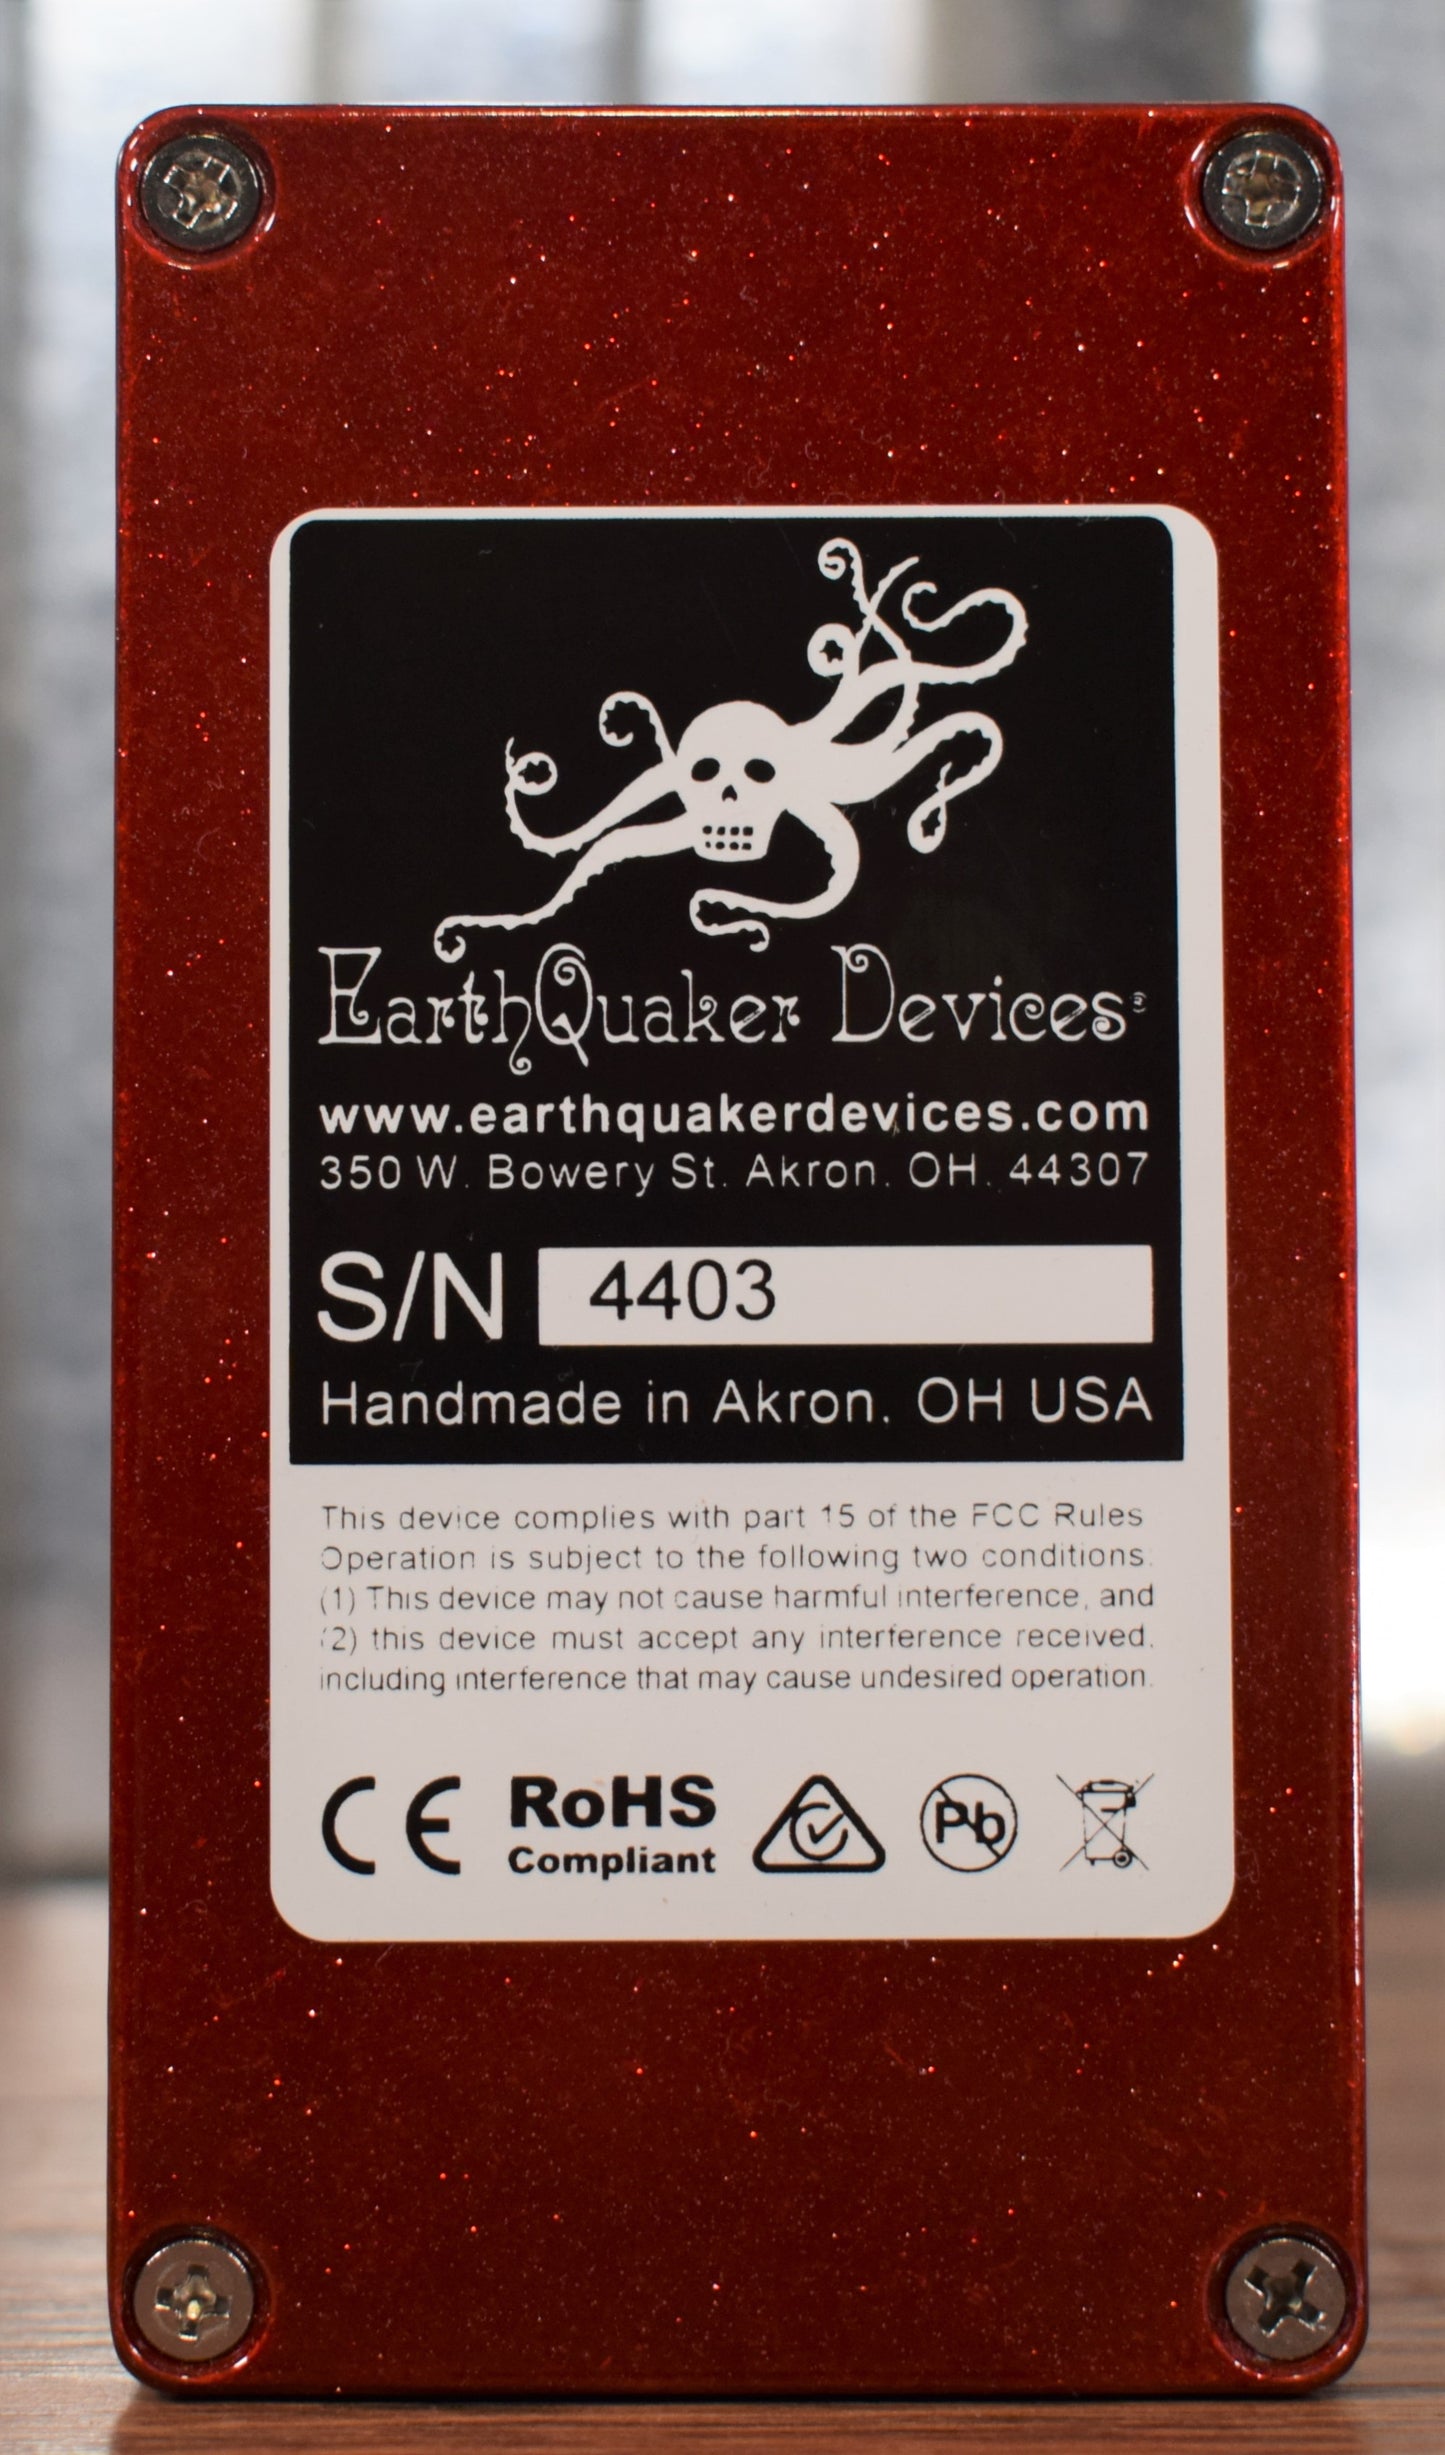 EarthQuaker Devices®
www.earthquakerdevices.com
350 W. Bowery St. Akron. OH. 44307
S/N 4403
Handmade in Akron. OH USA
This device complies with part 15 of the FCC Rules
Operation is subject to the following two conditions:
(1) This device may not cause harmful interference, and
(2) this device must accept any interference received,
including interference that may cause undesired operation.
CE RoHS Pb
Compliant